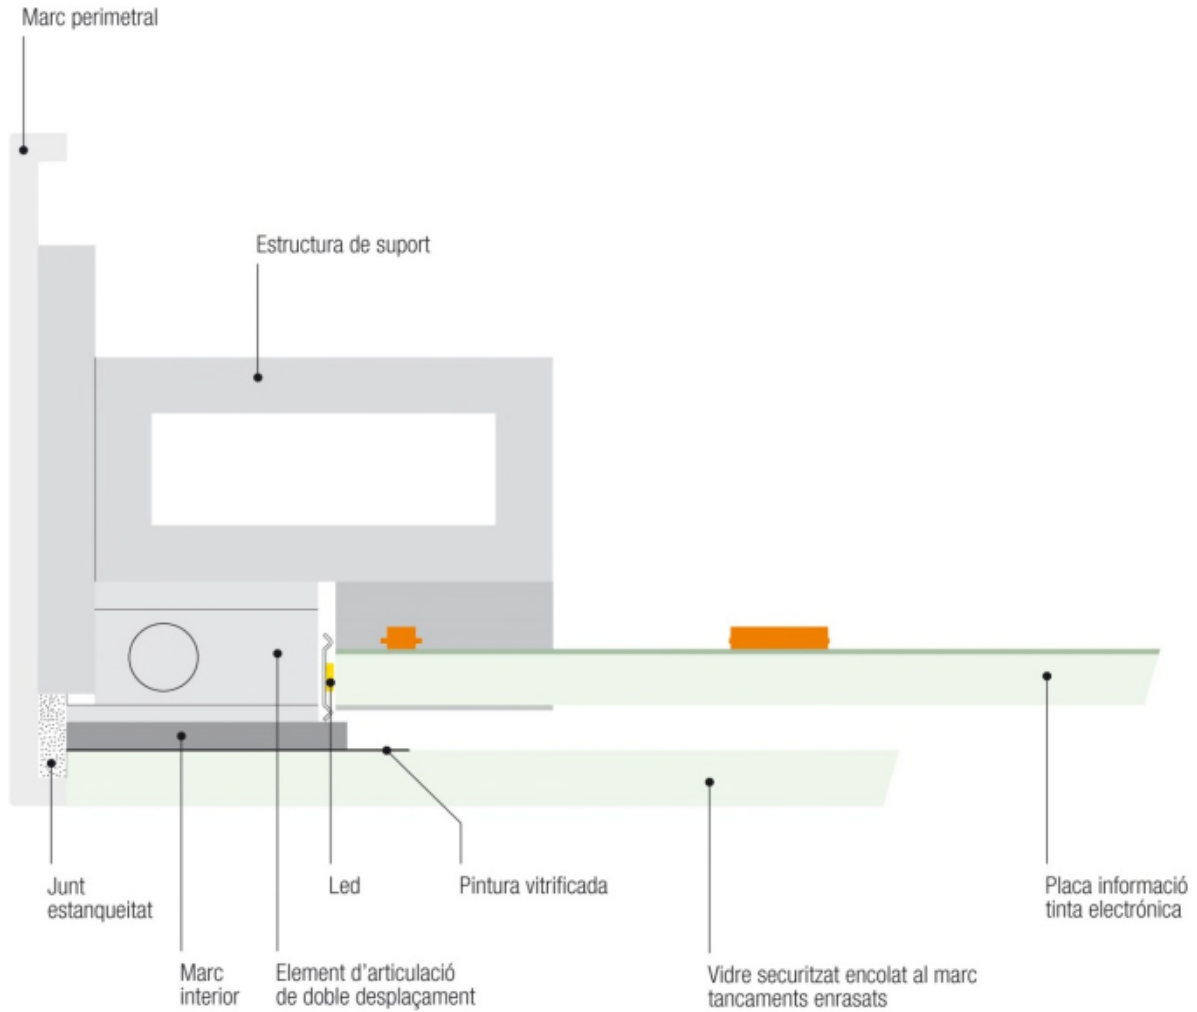 Marc perimetral
Estructura de suport
Junt
estanqueitat
Led
Pintura vitrificada
Placa informació
tinta electrónica
Marc
interior
Element d'articulació
de doble desplaçament
Vidre securitzat encolat al marc
tancaments enrasats